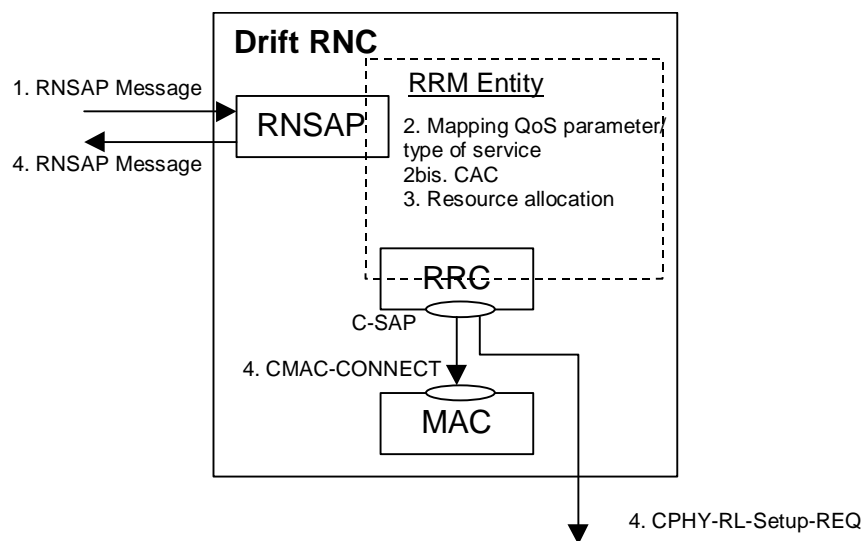 Drift RNC
1. RNSAP Message
RNSAP
4. RNSAP Message
RRM Entity
2. Mapping QoS parameter/
type of service
2bis. CAC
3. Resource allocation
RRC
C-SAP
4. CMAC-CONNECT
MAC
4. CPHY-RL-Setup-REQ